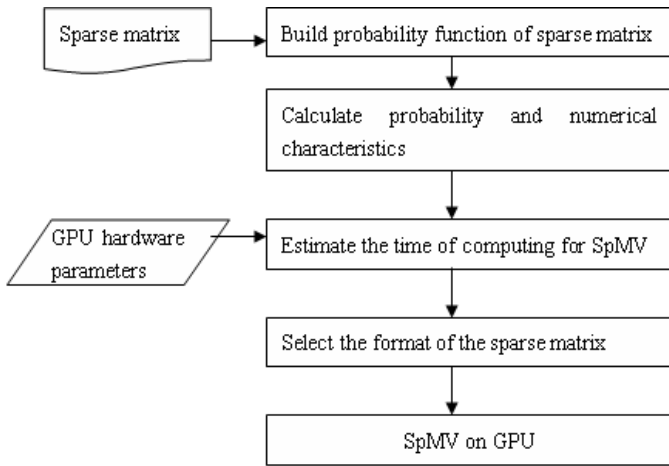 Sparse matrix
Build probability function of sparse matrix
Calculate probability and numerical
characteristics
GPU hardware
parameters
Estimate the time of computing for SpMV
Select the format of the sparse matrix
SpMV on GPU